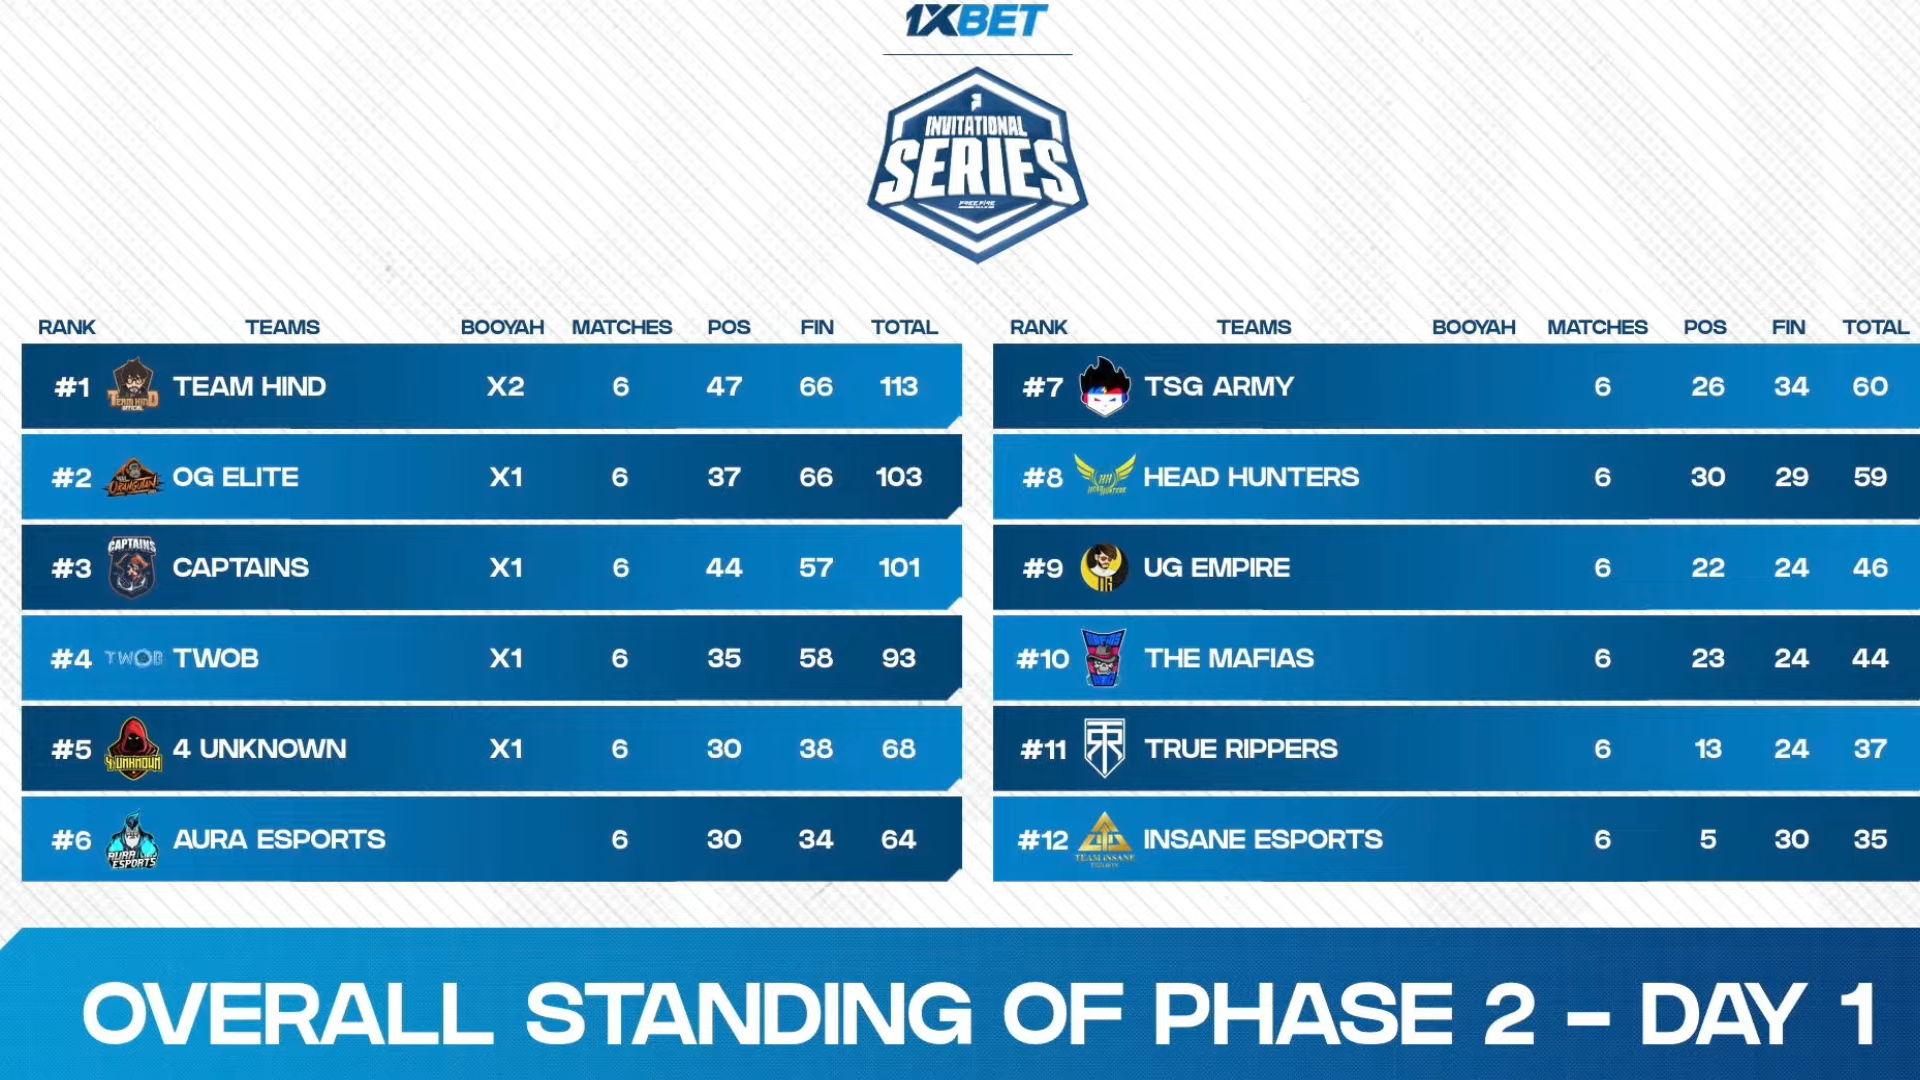 1XBET
INVITATIONAL
SERIES
FREE FIRE
RANK TEAMS BOOYAH MATCHES POS FIN TOTAL
#1 TEAM HIND X2 6 47 66 113
#2 OG ELITE X1 6 37 66 103
#3 CAPTAINS X1 6 44 57 101
#4 TWOB X1 6 35 58 93
#5 4 UNKNOWN X1 6 30 38 68
#6 AURA ESPORTS 6 30 34 64
RANK TEAMS BOOYAH MATCHES POS FIN TOTAL
#7 TSG ARMY 6 26 34 60
#8 HEAD HUNTERS 6 30 29 59
#9 UG EMPIRE 6 22 24 46
#10 THE MAFIAS 6 23 24 44
#11 TRUE RIPPERS 6 13 24 37
#12 INSANE ESPORTS 6 5 30 35
OVERALL STANDING OF PHASE 2 - DAY 1